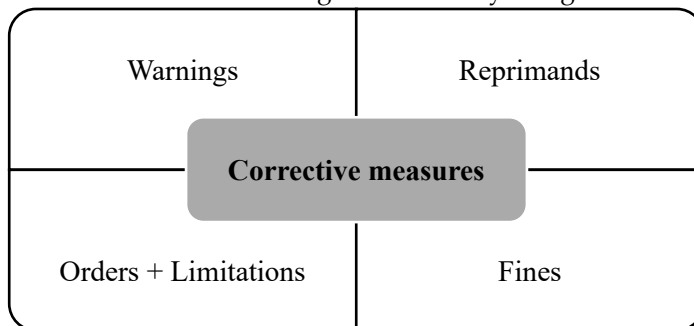 Warnings
Reprimands
Corrective measures
Orders + Limitations
Fines